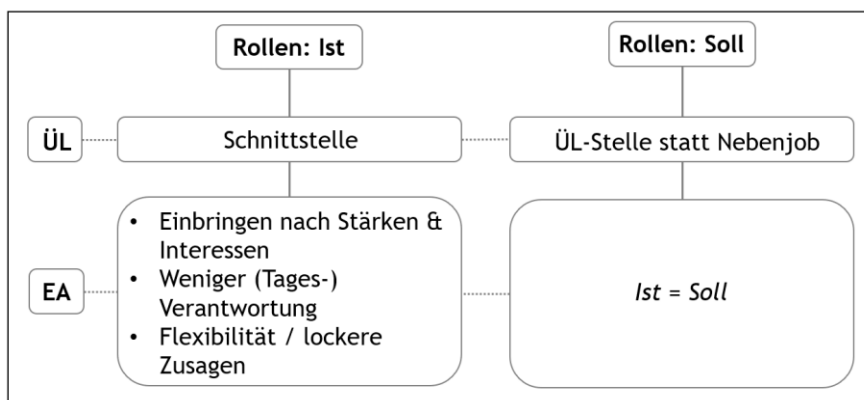 Rollen: Ist
Rollen: Soll
ÜL
Schnittstelle
ÜL-Stelle statt Nebenjob
EA
• Einbringen nach Stärken &
Interessen
• Weniger (Tages-)
Verantwortung
• Flexibilität / lockere
Zusagen
Ist = Soll